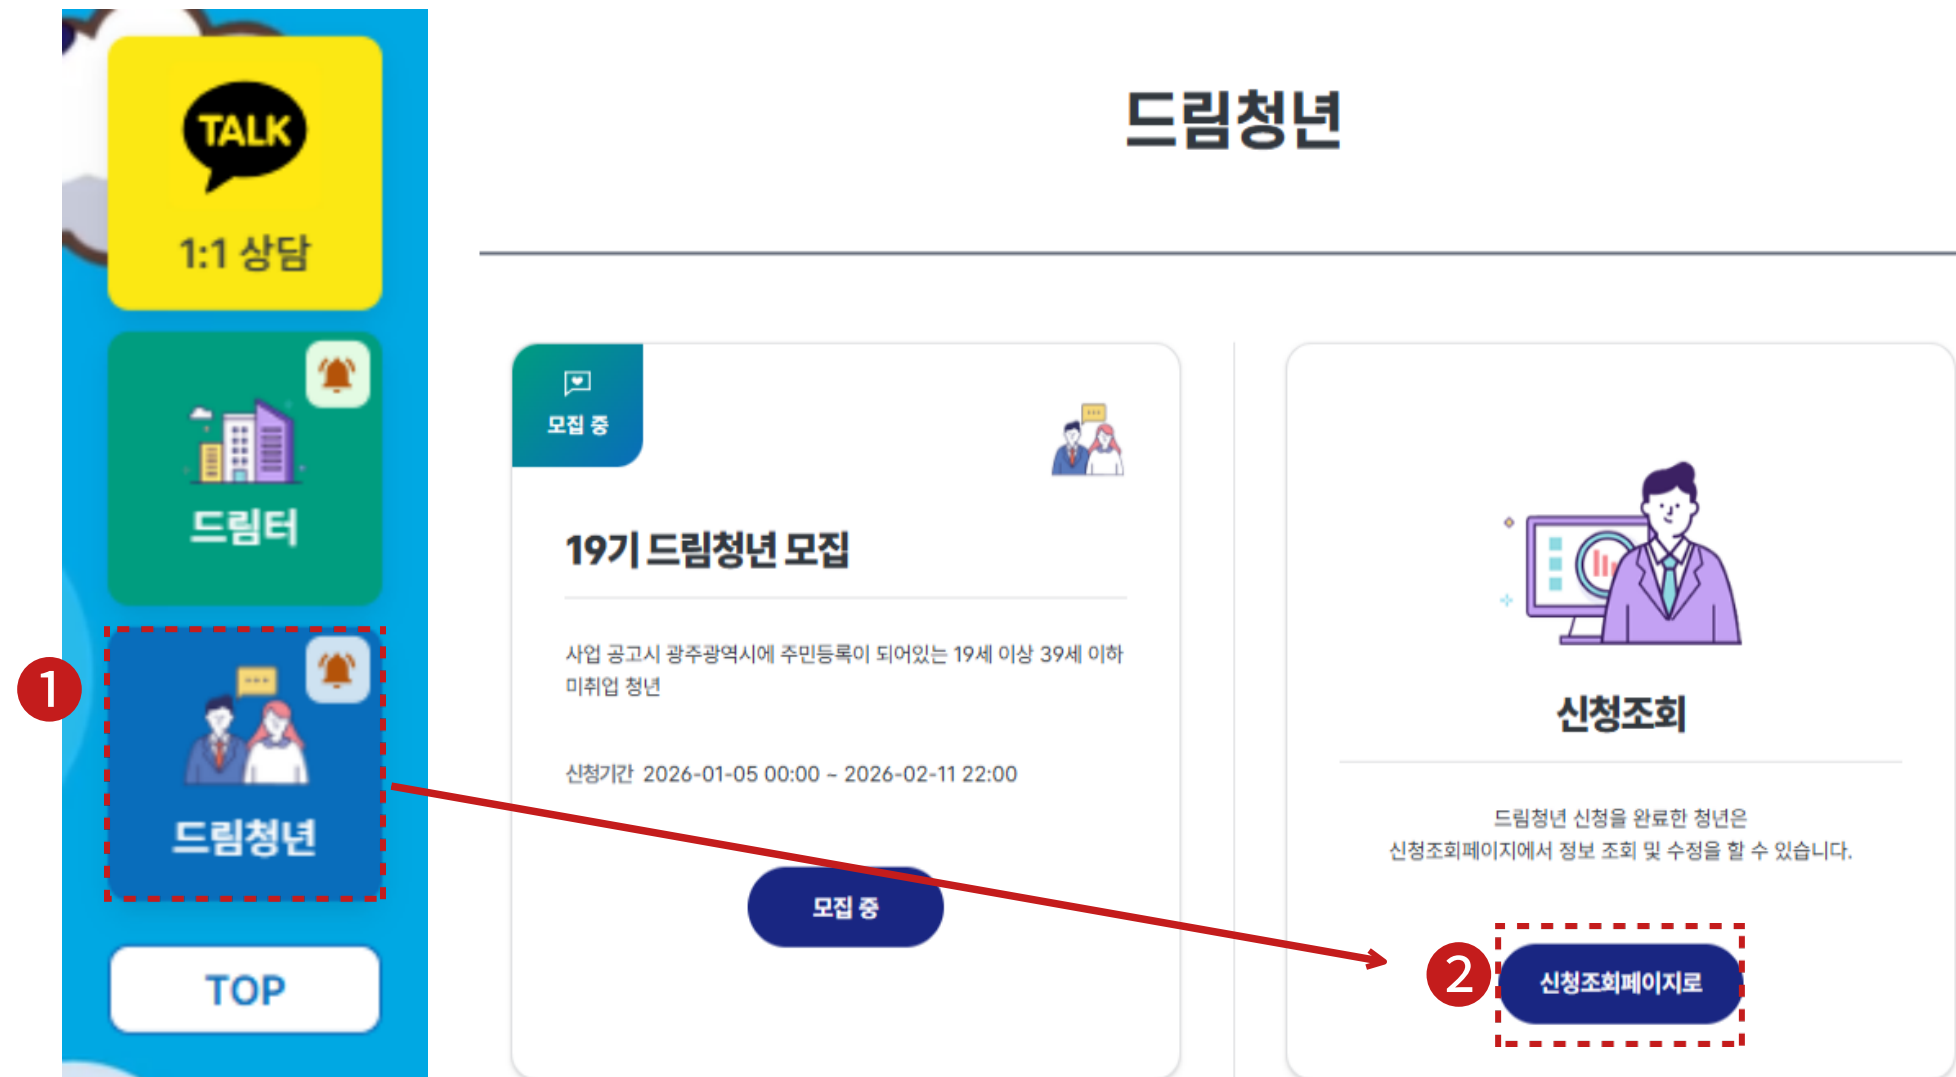 TALK
1:1 상담
드림터
1
드림청년
TOP
드림청년
모집 중
19기 드림청년 모집
사업 공고시 광주광역시에 주민등록이 되어있는 19세 이상 39세 이하
미취업 청년
신청기간 2026-01-05 00:00 ~ 2026-02-11 22:00
모집 중
신청조회
드림청년 신청을 완료한 청년은
신청조회페이지에서 정보 조회 및 수정을 할 수 있습니다.
2
신청조회페이지로